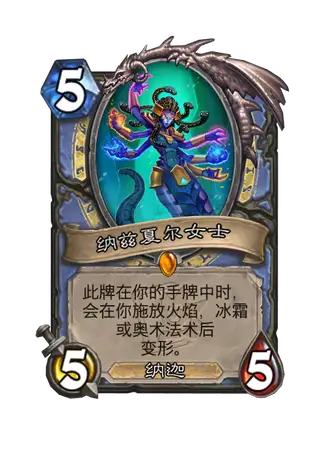 5
纳兹夏尔女士
此牌在你的手牌中时，
会在你施放火焰，冰霜
或奥术法术后
变形。
纳迦
5
5